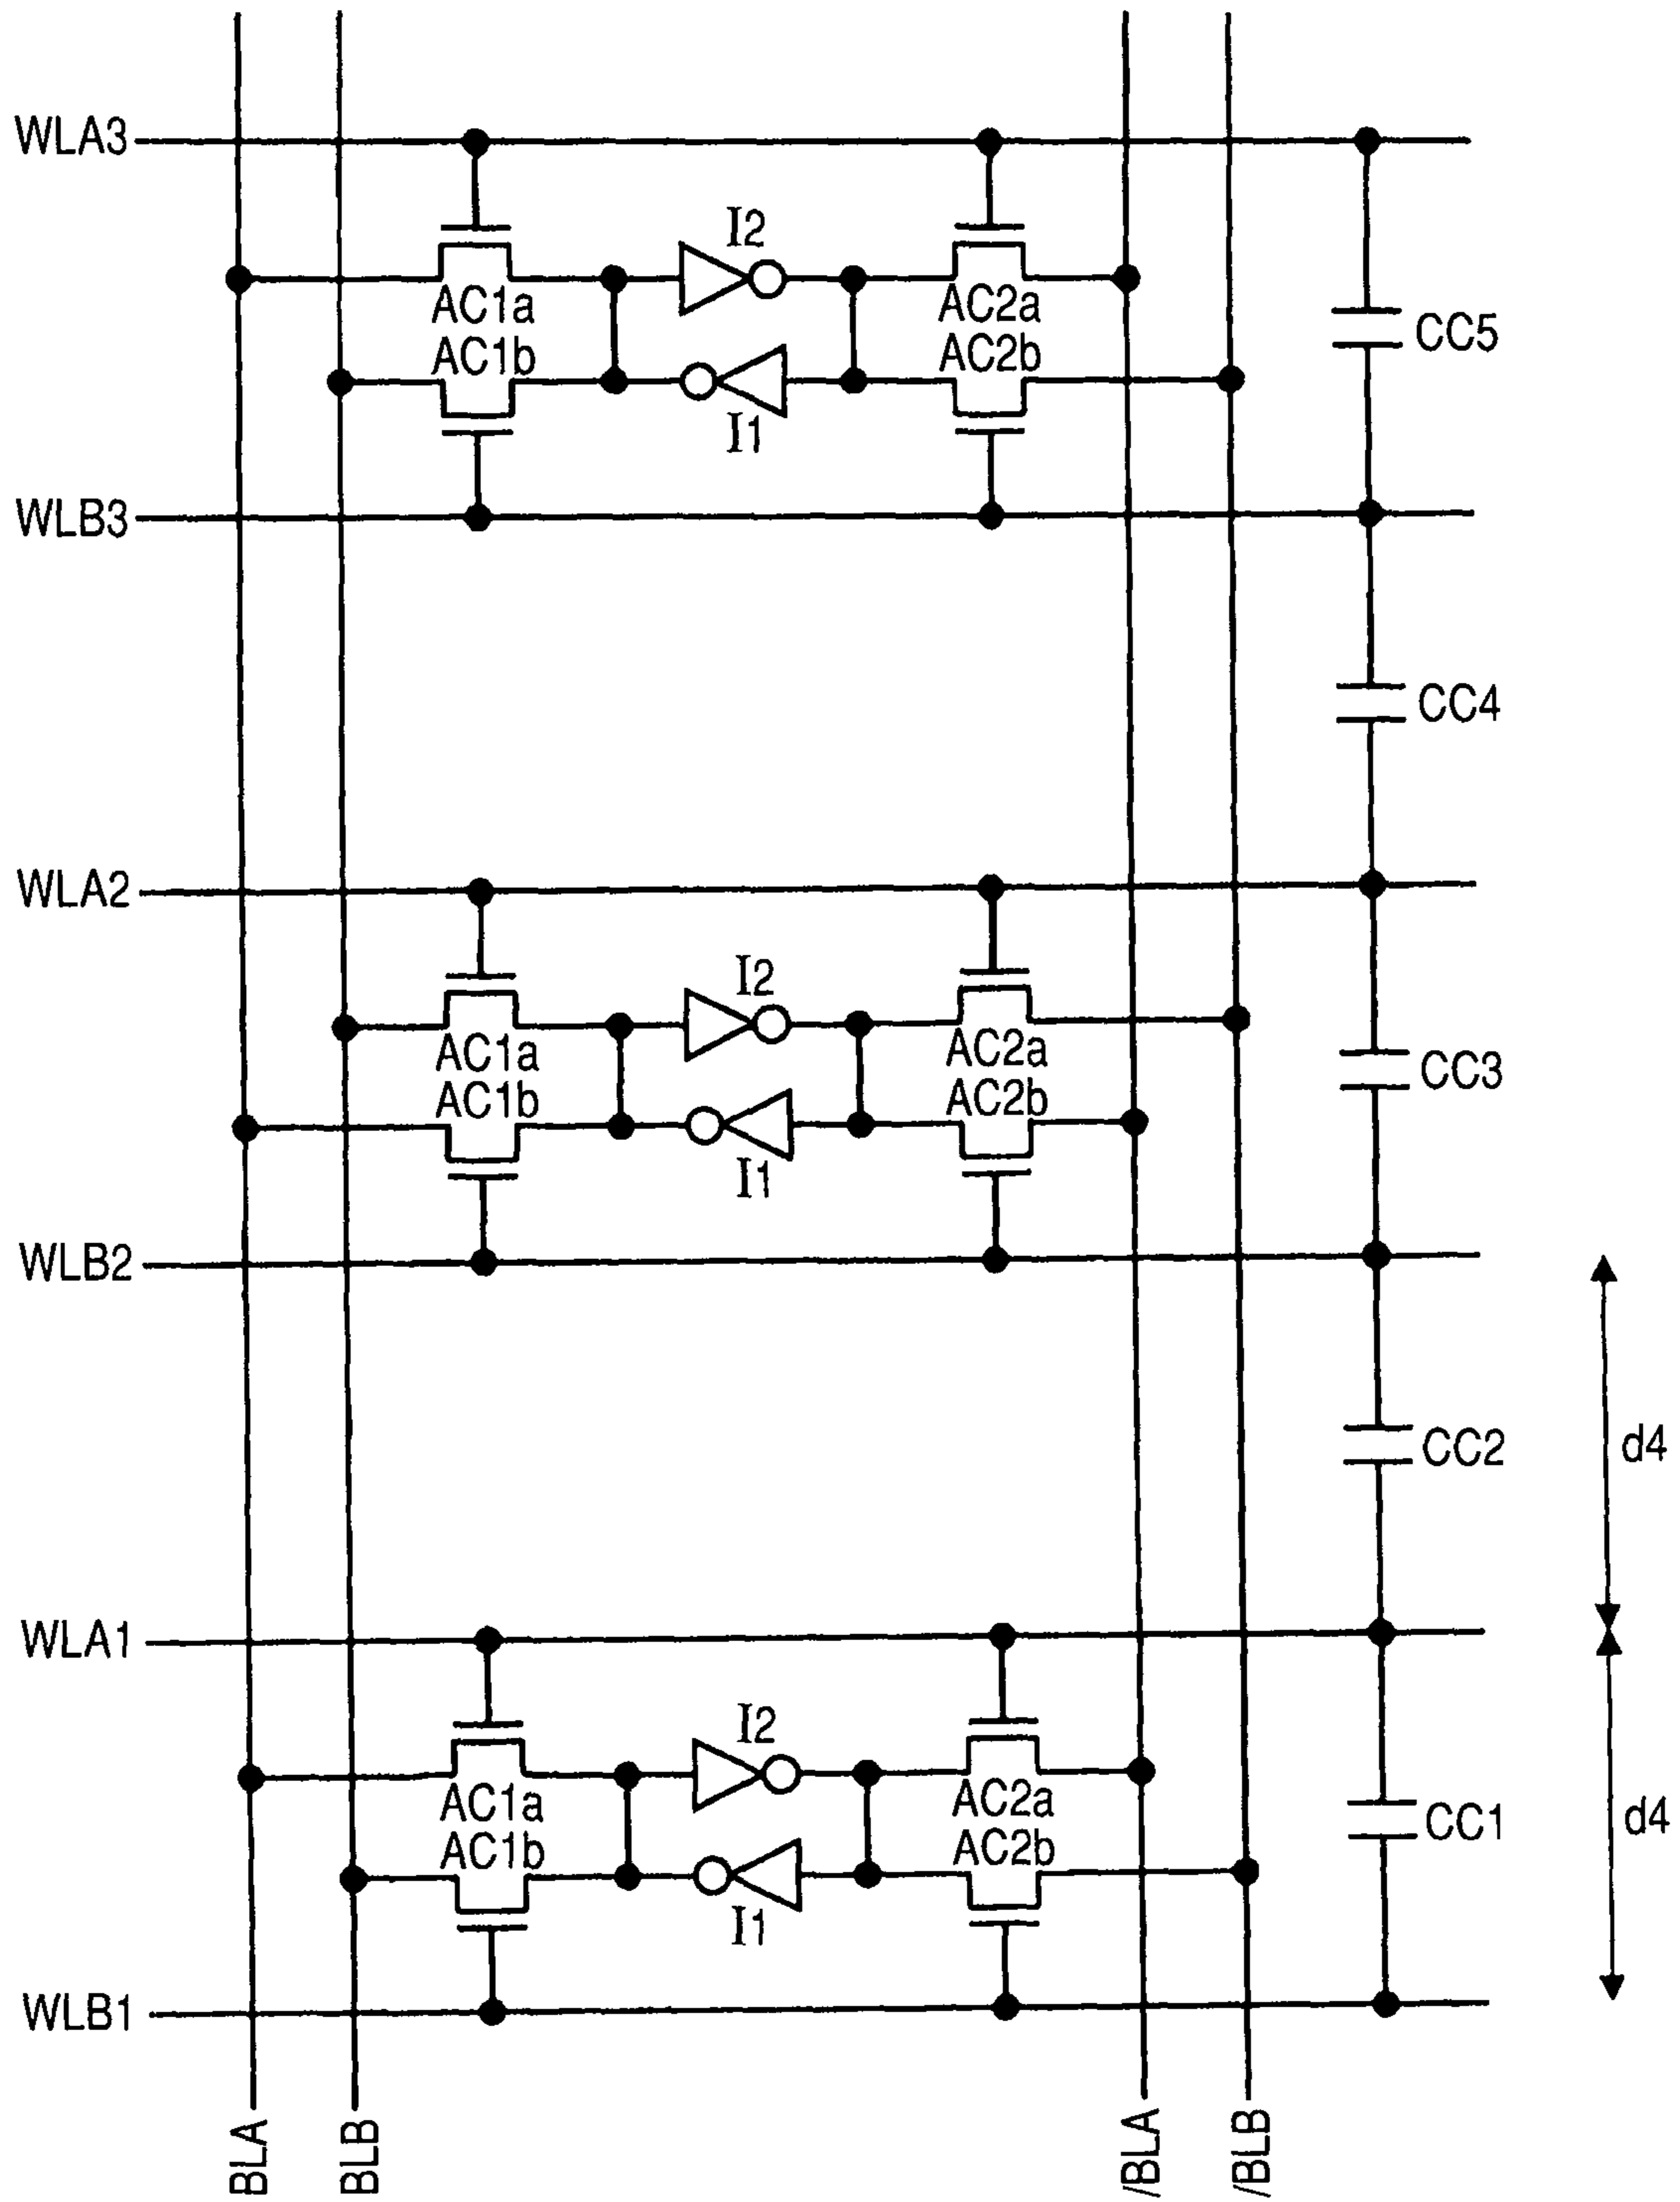 WLA3
I2
AC1a
AC2a
CC5
AC1b
AC2b
I1
WLB3
CC4
WLA2
I2
AC1a
AC2a
CC3
AC1b
AC2b
I1
WLB2
CC2
d4
WLA1
I2
AC1a
AC2a
CC1
d4
AC1b
AC2b
I1
WLB1
BLA
BLB
/BLA
/BLB